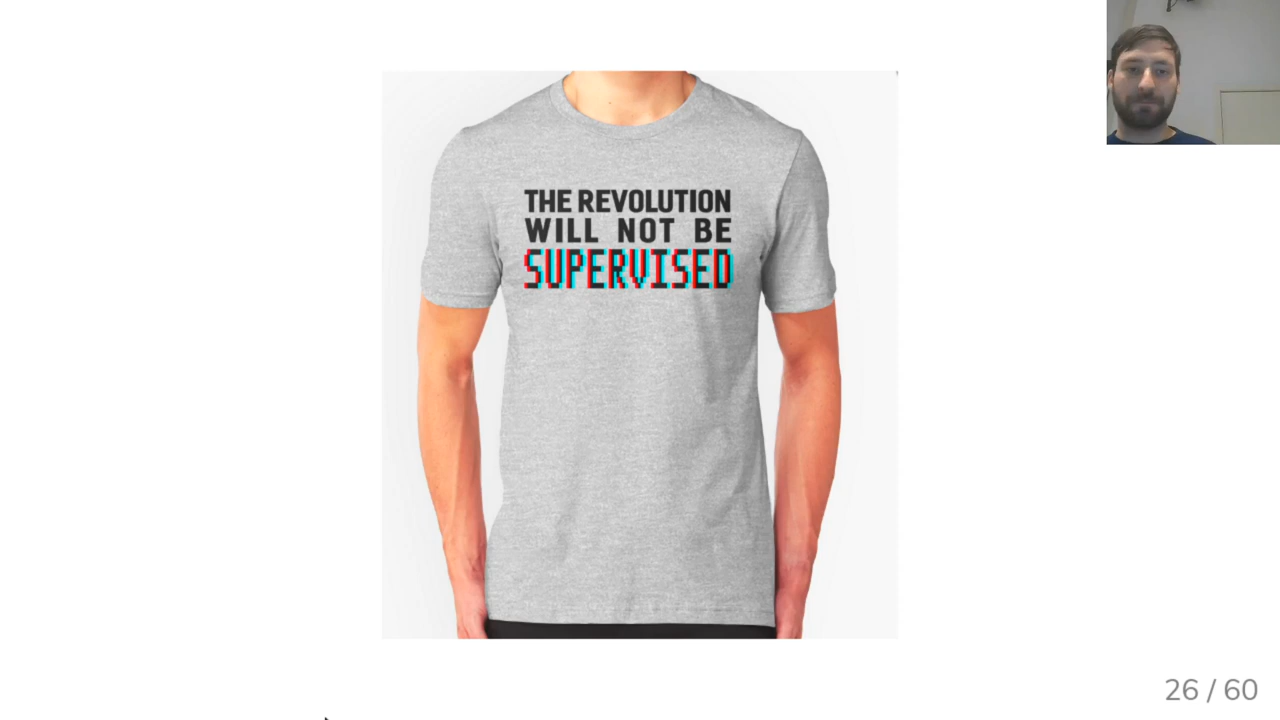 THE REVOLUTION
WILL NOT BE
SUPERVISED
26 / 60